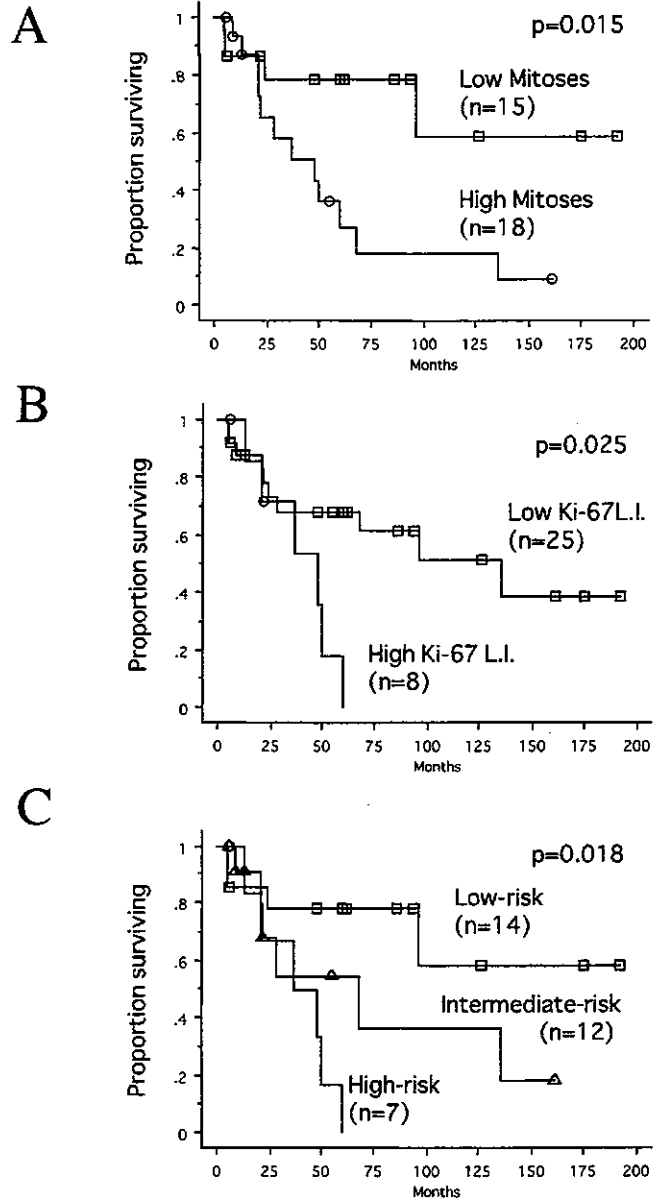 A
Proportion surviving
1
.8
.6
.4
.2
0
p=0.015
Low Mitoses
(n=15)
High Mitoses
(n=18)
0 25 50 75 100 125 150 175 200
Months
B
Proportion surviving
1
.8
.6
.4
.2
0
p=0.025
Low Ki-67L.I.
(n=25)
High Ki-67 L.I.
(n=8)
0 25 50 75 100 125 150 175 200
Months
C
Proportion surviving
1
.8
.6
.4
.2
0
p=0.018
Low-risk
(n=14)
Intermediate-risk
(n=12)
High-risk
(n=7)
0 25 50 75 100 125 150 175 200
Months